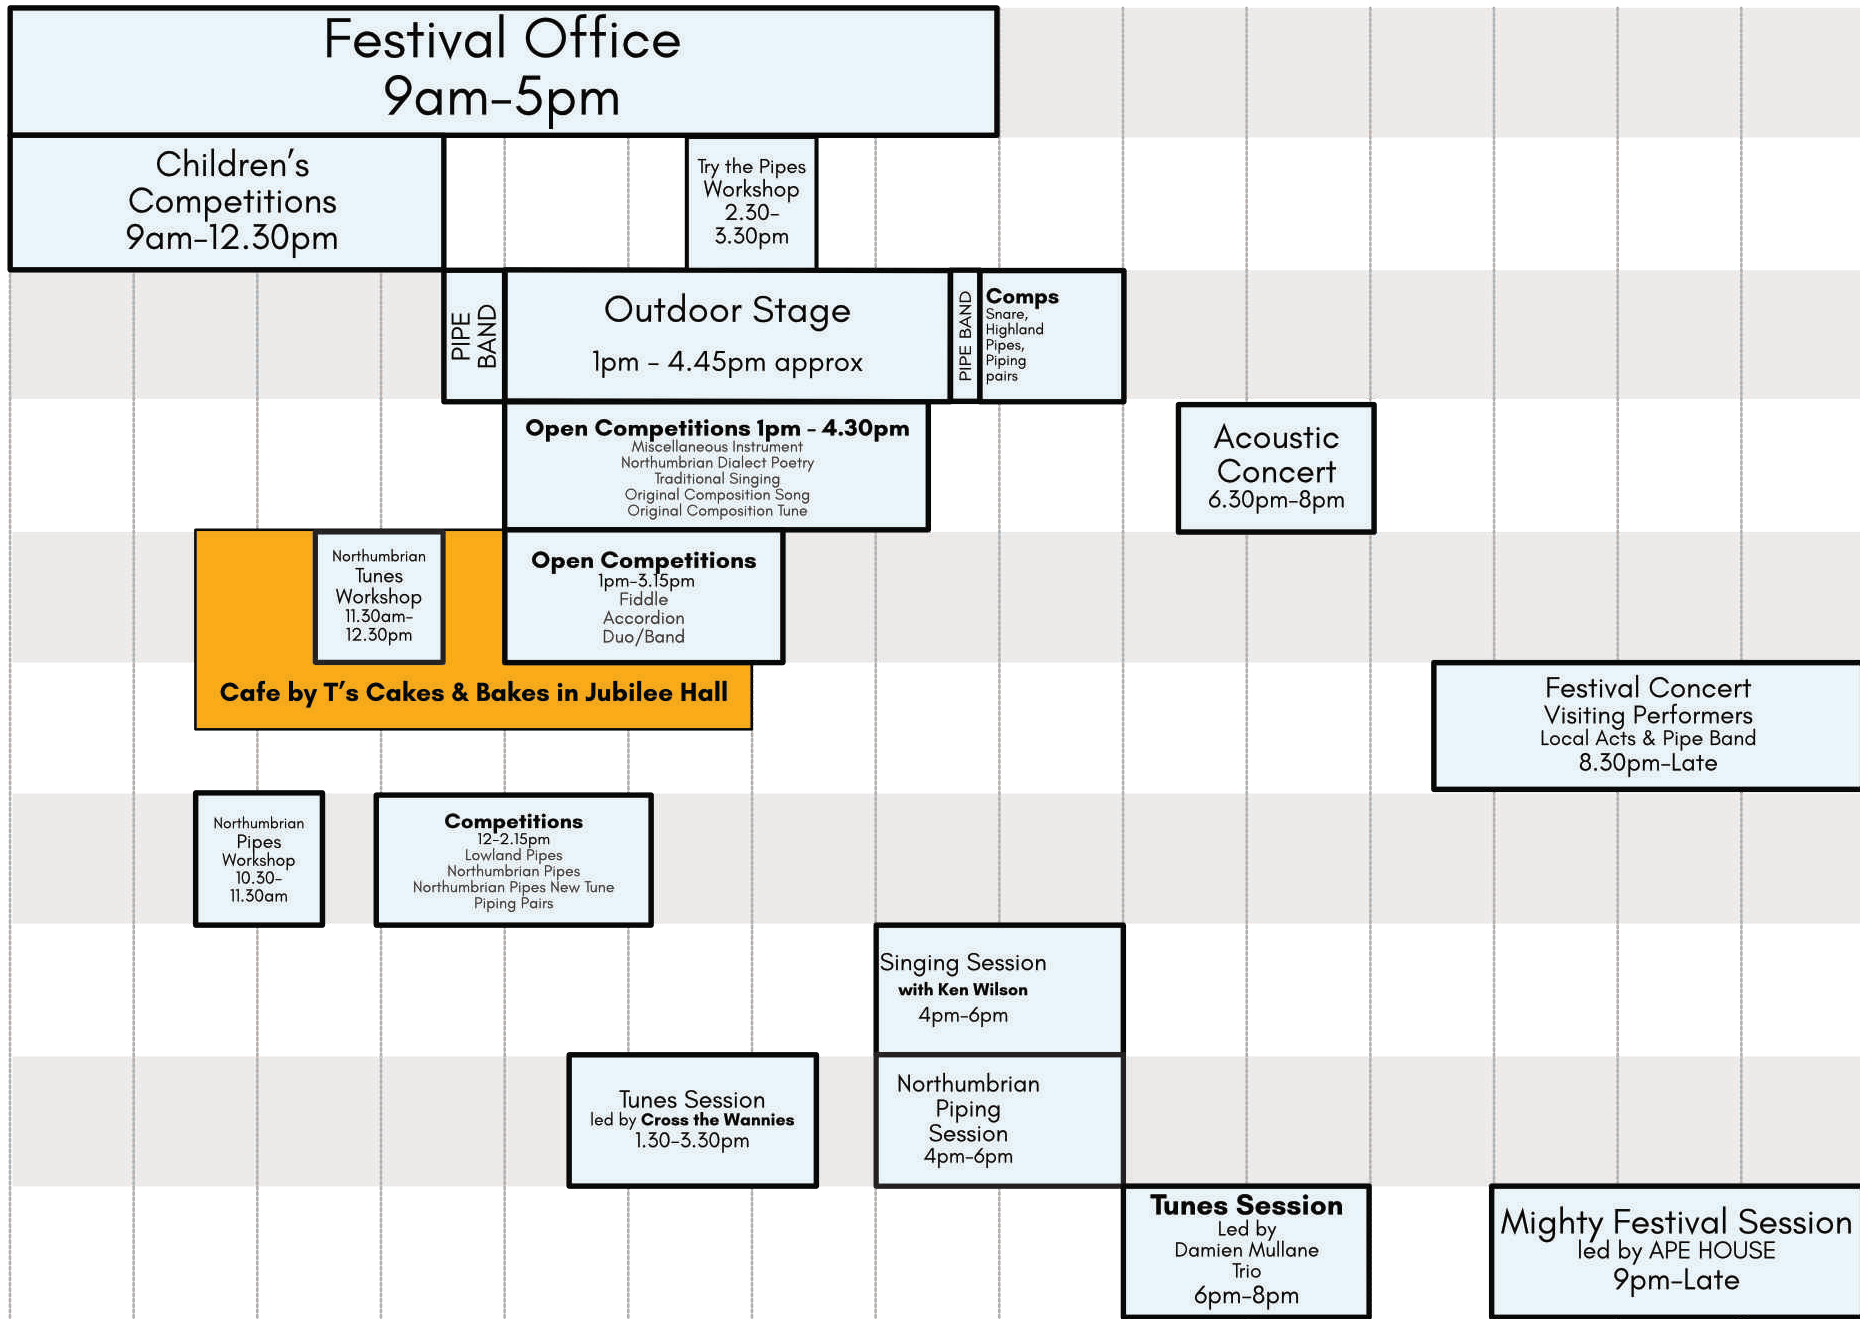 Festival Office
9am-5pm
Children's
Competitions
9am-12.30pm
Try the Pipes
Workshop
2.30-
3.30pm
PIPE
BAND
Outdoor Stage
1pm - 4.45pm approx
PIPE BAND
Comps
Snare,
Highland
Pipes,
Piping
pairs
Open Competitions 1pm - 4.30pm
Miscellaneous Instrument
Northumbrian Dialect Poetry
Traditional Singing
Original Composition Song
Original Composition Tune
Acoustic
Concert
6.30pm-8pm
Northumbrian
Tunes
Workshop
11.30am-
12.30pm
Open Competitions
1pm-3.15pm
Fiddle
Accordion
Duo/Band
Cafe by T's Cakes & Bakes in Jubilee Hall
Festival Concert
Visiting Performers
Local Acts & Pipe Band
8.30pm-Late
Northumbrian
Pipes
Workshop
10.30-
11.30am
Competitions
12-2.15pm
Lowland Pipes
Northumbrian Pipes
Northumbrian Pipes New Tune
Piping Pairs
Singing Session
with Ken Wilson
4pm-6pm
Tunes Session
led by Cross the Wannies
1.30-3.30pm
Northumbrian
Piping
Session
4pm-6pm
Tunes Session
Led by
Damien Mullane
Trio
6pm-8pm
Mighty Festival Session
led by APE HOUSE
9pm-Late